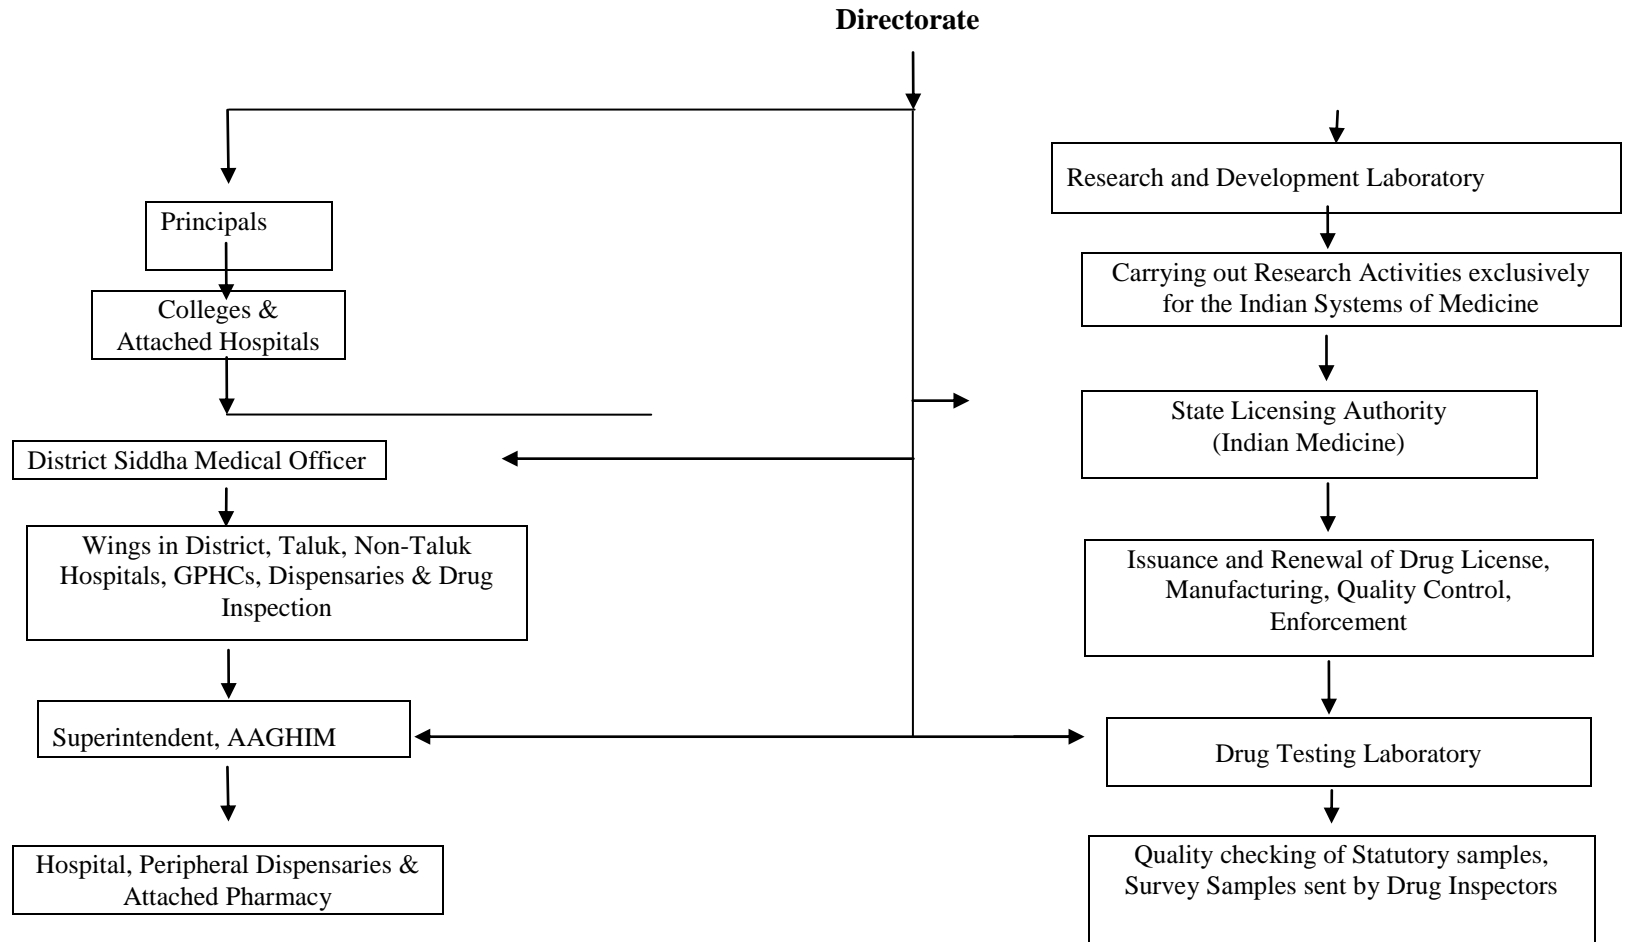 Directorate
Principals
Colleges &
Attached Hospitals
District Siddha Medical Officer
Wings in District, Taluk, Non-Taluk
Hospitals, GPHCs, Dispensaries & Drug
Inspection
Superintendent, AAGHIM
Hospital, Peripheral Dispensaries &
Attached Pharmacy
Research and Development Laboratory
Carrying out Research Activities exclusively
for the Indian Systems of Medicine
State Licensing Authority
(Indian Medicine)
Issuance and Renewal of Drug License,
Manufacturing, Quality Control,
Enforcement
Drug Testing Laboratory
Quality checking of Statutory samples,
Survey Samples sent by Drug Inspectors